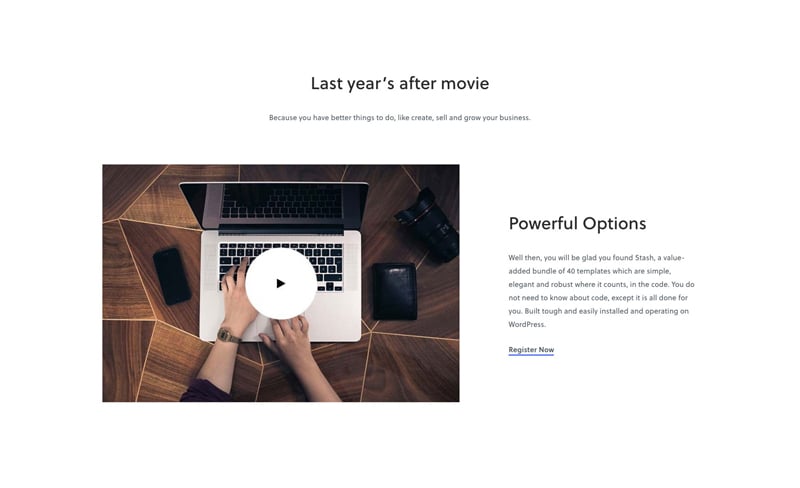 Last year's after movie
Because you have better things to do, like create, sell and grow your business.
Powerful Options
Well then, you will be glad you found Stash, a value-
added bundle of 40 templates which are simple,
elegant and robust where it counts, in the code. You do
not need to know about code, except it is all done for
you. Built tough and easily installed and operating on
WordPress.
Register Now